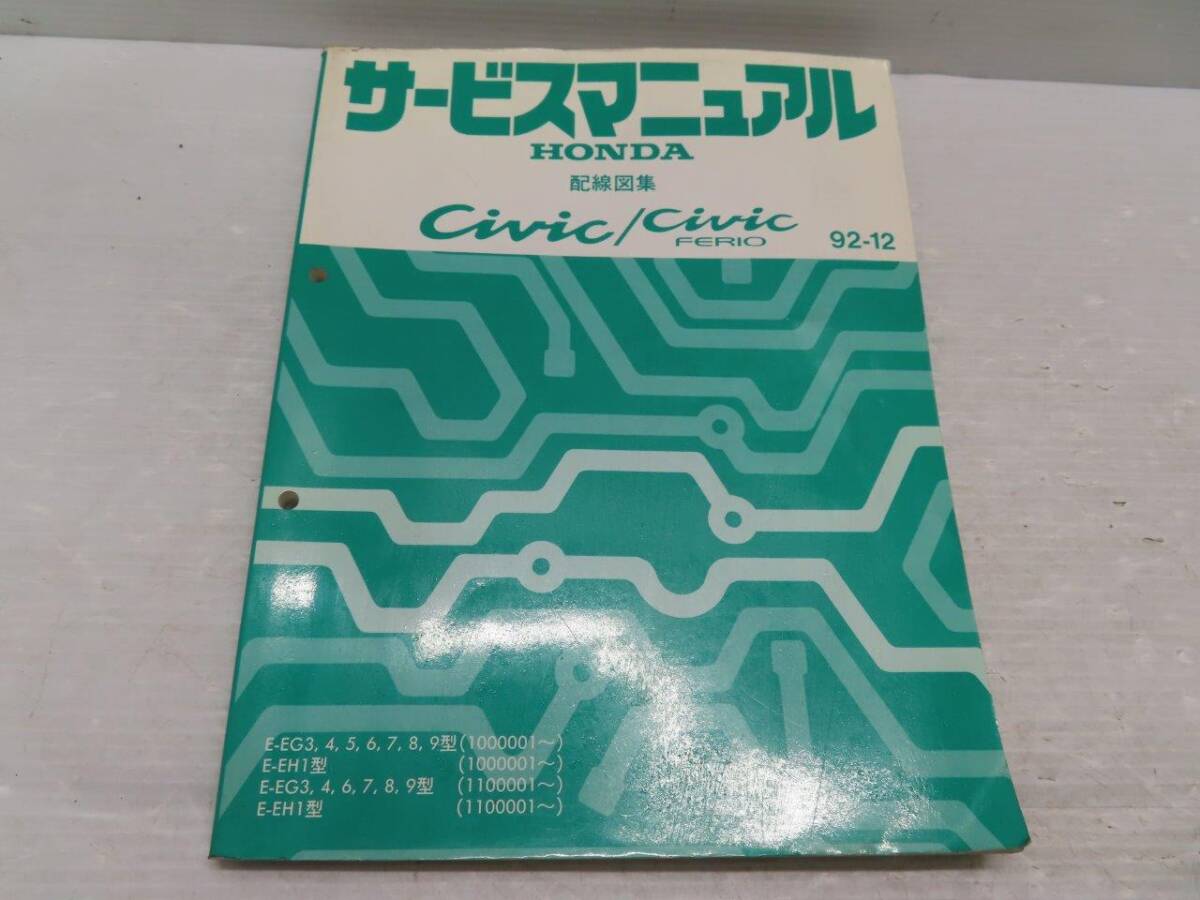 サービスマニュアル
HONDA
配線図集
Civic/Civic FERIO 92-12
E-EG3, 4, 5, 6, 7, 8, 9型(1000001～)
E-EH1型 (1000001～)
E-EG3, 4, 6, 7, 8, 9型 (1100001～)
E-EH1型 (1100001～)